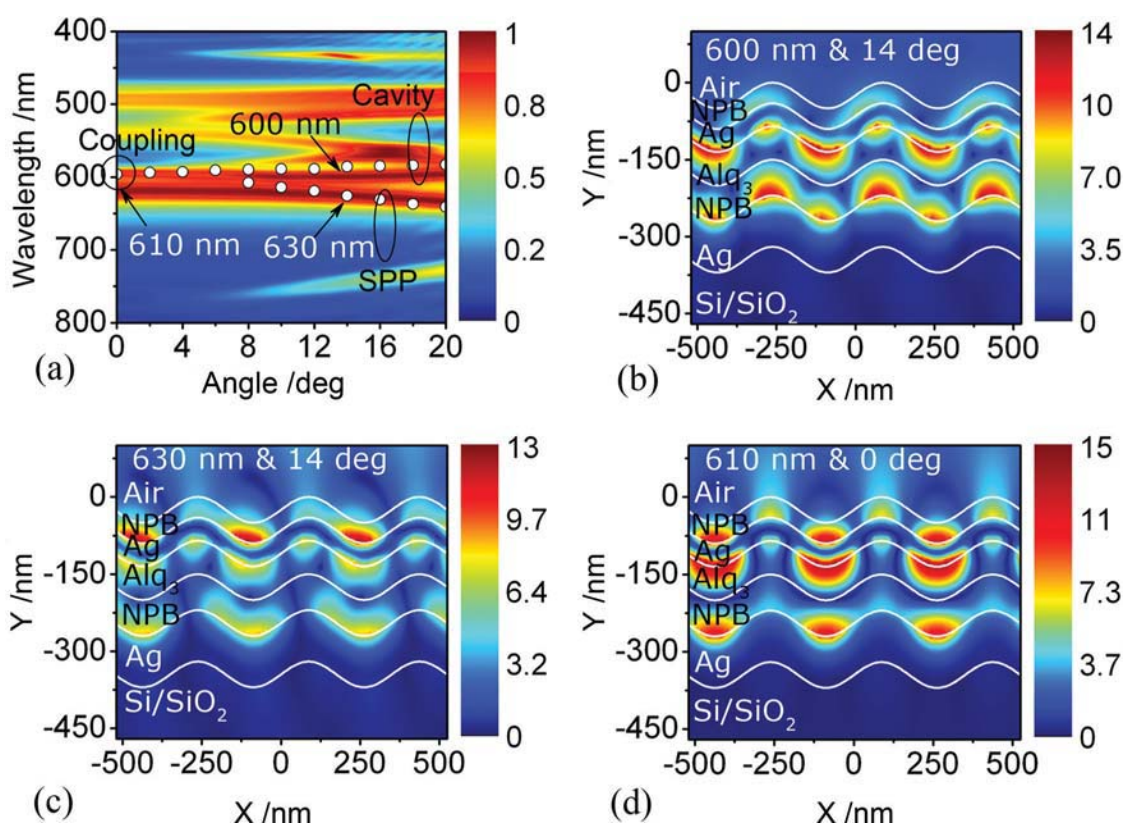 400
500
600
700
800
Wavelength /nm
0
4
8
12
16
20
Angle /deg
Coupling
600 nm
Cavity
610 nm
630 nm
SPP
1
0.8
0.5
0.2
0
(a)
600 nm & 14 deg
Air
NPB
Ag
Alq3
NPB
Ag
Si/SiO2
0
-150
-300
-450
Y /nm
-500
-250
0
250
500
X /nm
14
10
7.0
3.5
0
(b)
630 nm & 14 deg
Air
NPB
Ag
Alq3
NPB
Ag
Si/SiO2
0
-150
-300
-450
Y /nm
-500
-250
0
250
500
X /nm
13
9.7
6.4
3.2
0
(c)
610 nm & 0 deg
Air
NPB
Ag
Alq3
NPB
Ag
Si/SiO2
0
-150
-300
-450
Y /nm
-500
-250
0
250
500
X /nm
15
11
7.3
3.7
0
(d)